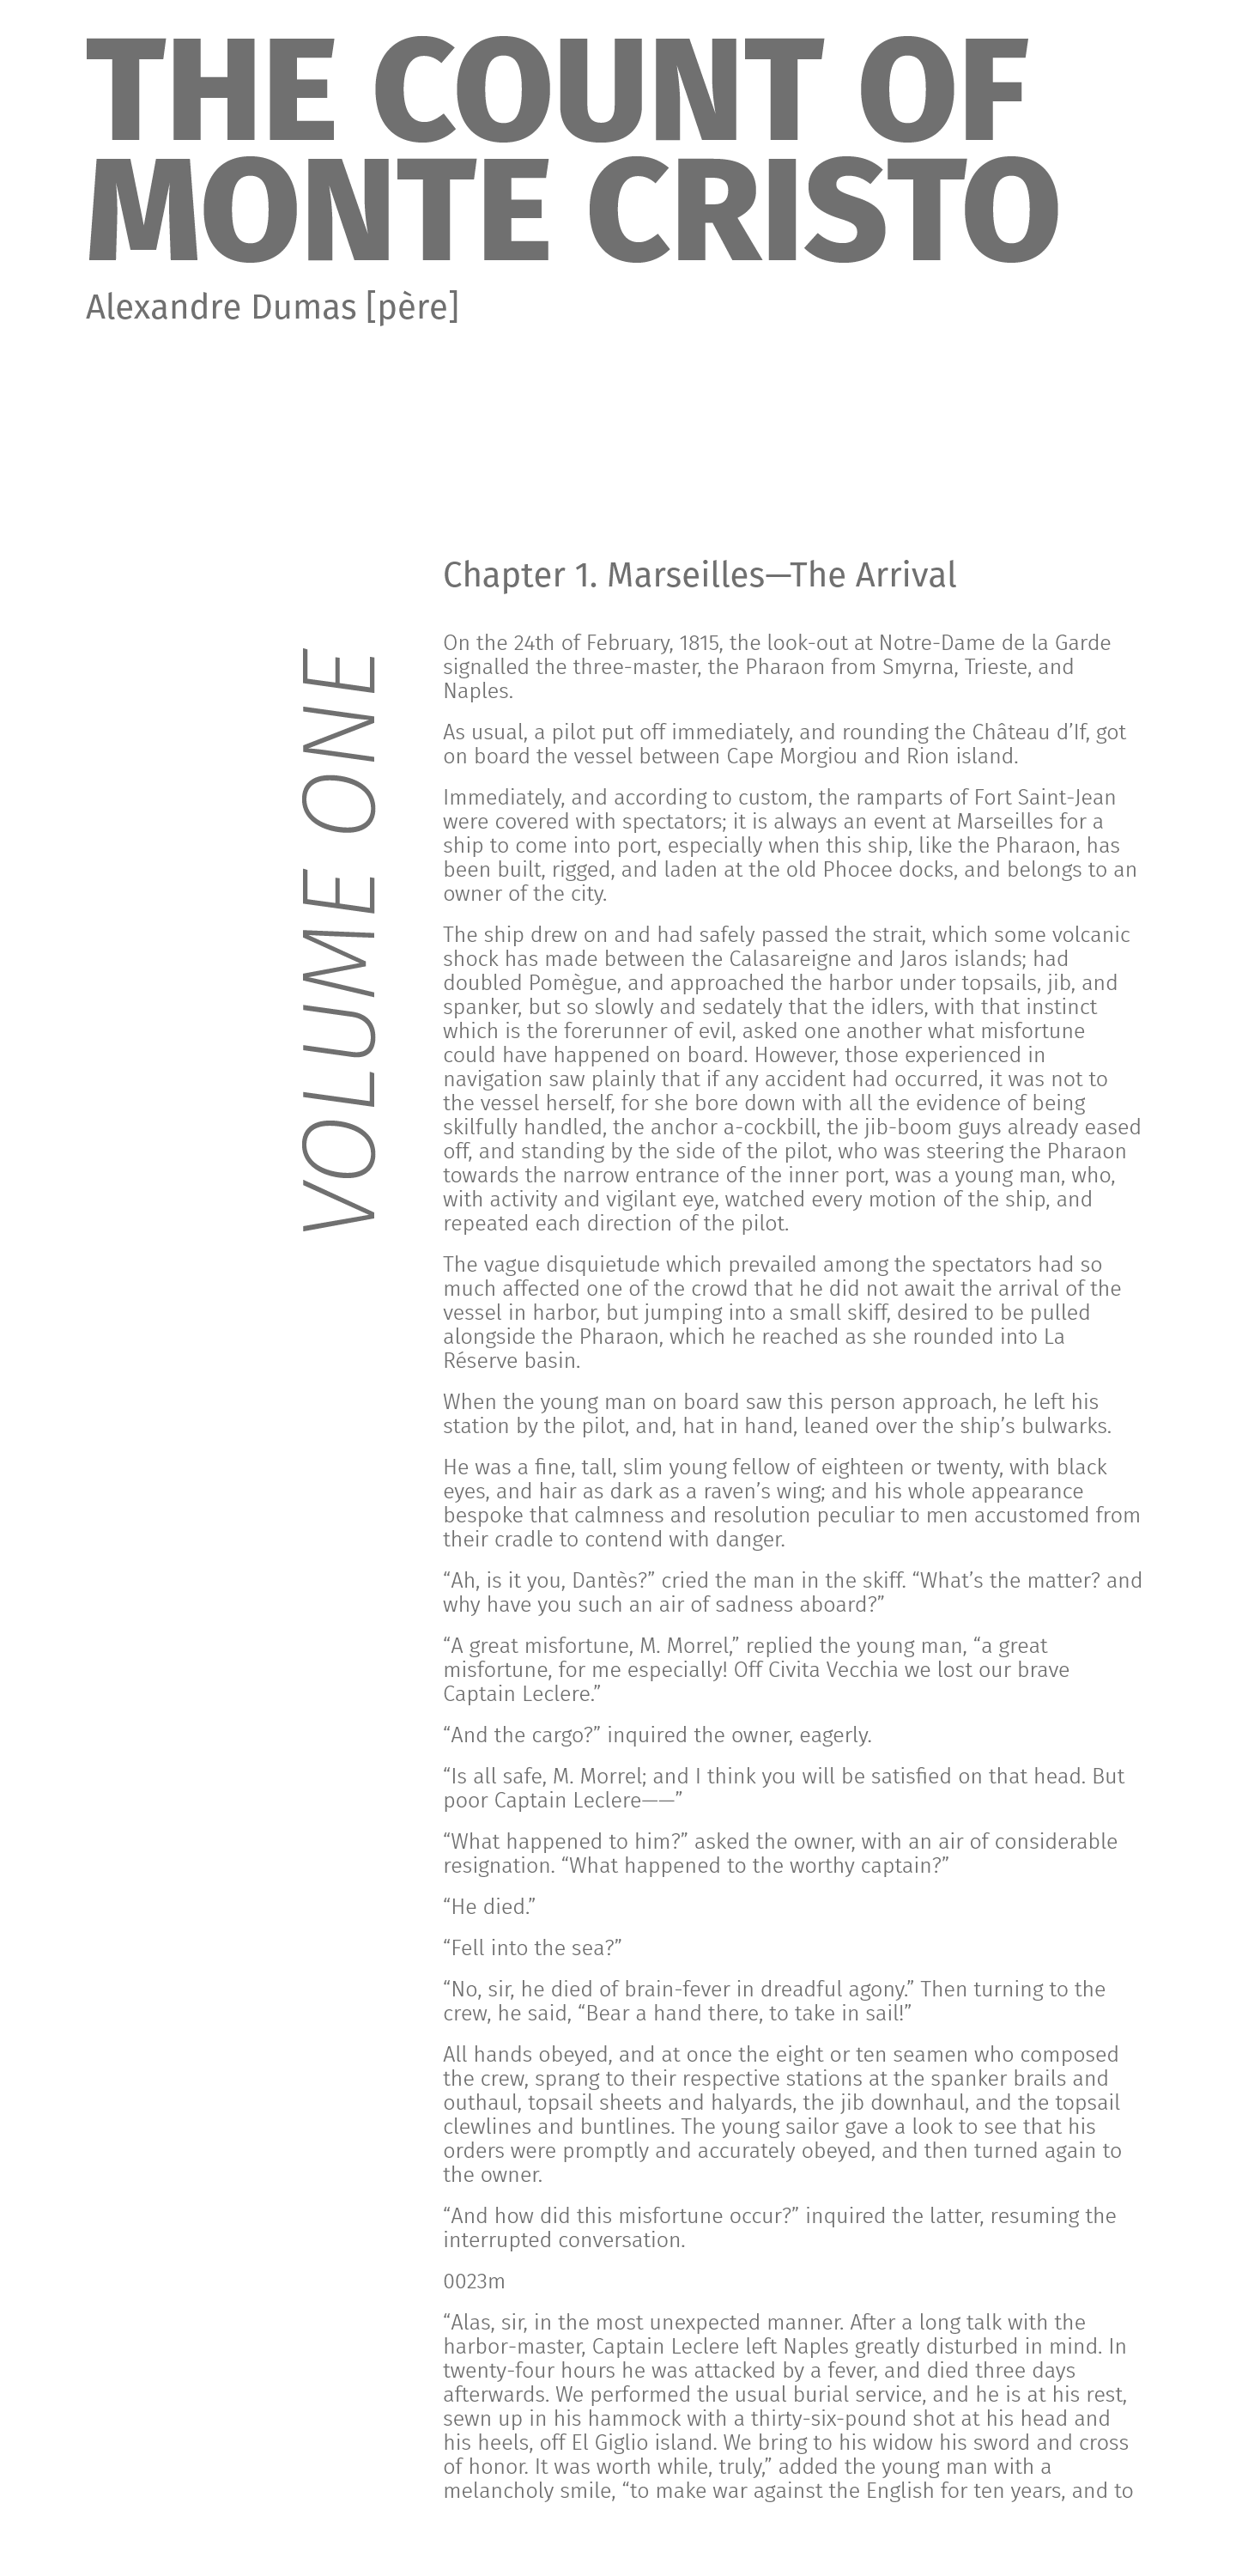 THE COUNT OF
MONTE CRISTO
Alexandre Dumas [père]
VOLUME ONE
Chapter 1. Marseilles—The Arrival
On the 24th of February, 1815, the look-out at Notre-Dame de la Garde
signalled the three-master, the Pharaon from Smyrna, Trieste, and
Naples.
As usual, a pilot put off immediately, and rounding the Château d’If, got
on board the vessel between Cape Morgiou and Rion island.
Immediately, and according to custom, the ramparts of Fort Saint-Jean
were covered with spectators; it is always an event at Marseilles for a
ship to come into port, especially when this ship, like the Pharaon, has
been built, rigged, and laden at the old Phocee docks, and belongs to an
owner of the city.
The ship drew on and had safely passed the strait, which some volcanic
shock has made between the Calasareigne and Jaros islands; had
doubled Pomègue, and approached the harbor under topsails, jib, and
spanker, but so slowly and sedately that the idlers, with that instinct
which is the forerunner of evil, asked one another what misfortune
could have happened on board. However, those experienced in
navigation saw plainly that if any accident had occurred, it was not to
the vessel herself, for she bore down with all the evidence of being
skilfully handled, the anchor a-cockbill, the jib-boom guys already eased
off, and standing by the side of the pilot, who was steering the Pharaon
towards the narrow entrance of the inner port, was a young man, who,
with activity and vigilant eye, watched every motion of the ship, and
repeated each direction of the pilot.
The vague disquietude which prevailed among the spectators had so
much affected one of the crowd that he did not await the arrival of the
vessel in harbor, but jumping into a small skiff, desired to be pulled
alongside the Pharaon, which he reached as she rounded into La
Réserve basin.
When the young man on board saw this person approach, he left his
station by the pilot, and, hat in hand, leaned over the ship’s bulwarks.
He was a fine, tall, slim young fellow of eighteen or twenty, with black
eyes, and hair as dark as a raven’s wing; and his whole appearance
bespoke that calmness and resolution peculiar to men accustomed from
their cradle to contend with danger.
“Ah, is it you, Dantès?” cried the man in the skiff. “What’s the matter? and
why have you such an air of sadness aboard?”
“A great misfortune, M. Morrel,” replied the young man, “a great
misfortune, for me especially! Off Civita Vecchia we lost our brave
Captain Leclere.”
“And the cargo?” inquired the owner, eagerly.
“Is all safe, M. Morrel; and I think you will be satisfied on that head. But
poor Captain Leclere——”
“What happened to him?” asked the owner, with an air of considerable
resignation. “What happened to the worthy captain?”
“He died.”
“Fell into the sea?”
“No, sir, he died of brain-fever in dreadful agony.” Then turning to the
crew, he said, “Bear a hand there, to take in sail!”
All hands obeyed, and at once the eight or ten seamen who composed
the crew, sprang to their respective stations at the spanker brails and
outhaul, topsail sheets and halyards, the jib downhaul, and the topsail
clewlines and buntlines. The young sailor gave a look to see that his
orders were promptly and accurately obeyed, and then turned again to
the owner.
“And how did this misfortune occur?” inquired the latter, resuming the
interrupted conversation.
0023m
“Alas, sir, in the most unexpected manner. After a long talk with the
harbor-master, Captain Leclere left Naples greatly disturbed in mind. In
twenty-four hours he was attacked by a fever, and died three days
afterwards. We performed the usual burial service, and he is at his rest,
sewn up in his hammock with a thirty-six-pound shot at his head and
his heels, off El Giglio island. We bring to his widow his sword and cross
of honor. It was worth while, truly,” added the young man with a
melancholy smile, “to make war against the English for ten years, and to